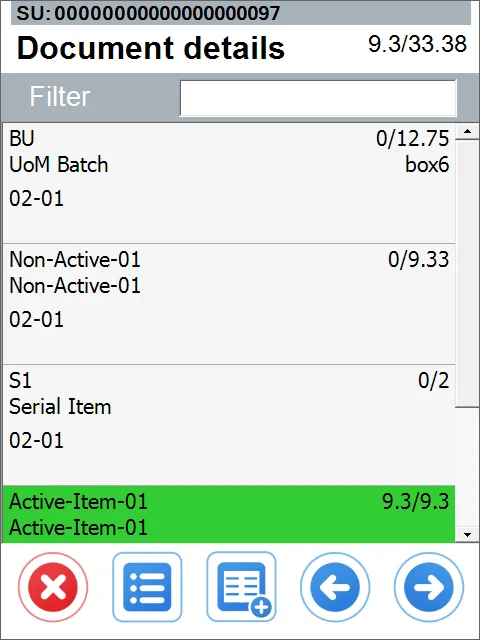 SU: 00000000000000000097
Document details 9.3/33.38
Filter
BU 0/12.75
UoM Batch box6
02-01
Non-Active-01 0/9.33
Non-Active-01
02-01
S1 0/2
Serial Item
02-01
Active-Item-01 9.3/9.3
Active-Item-01